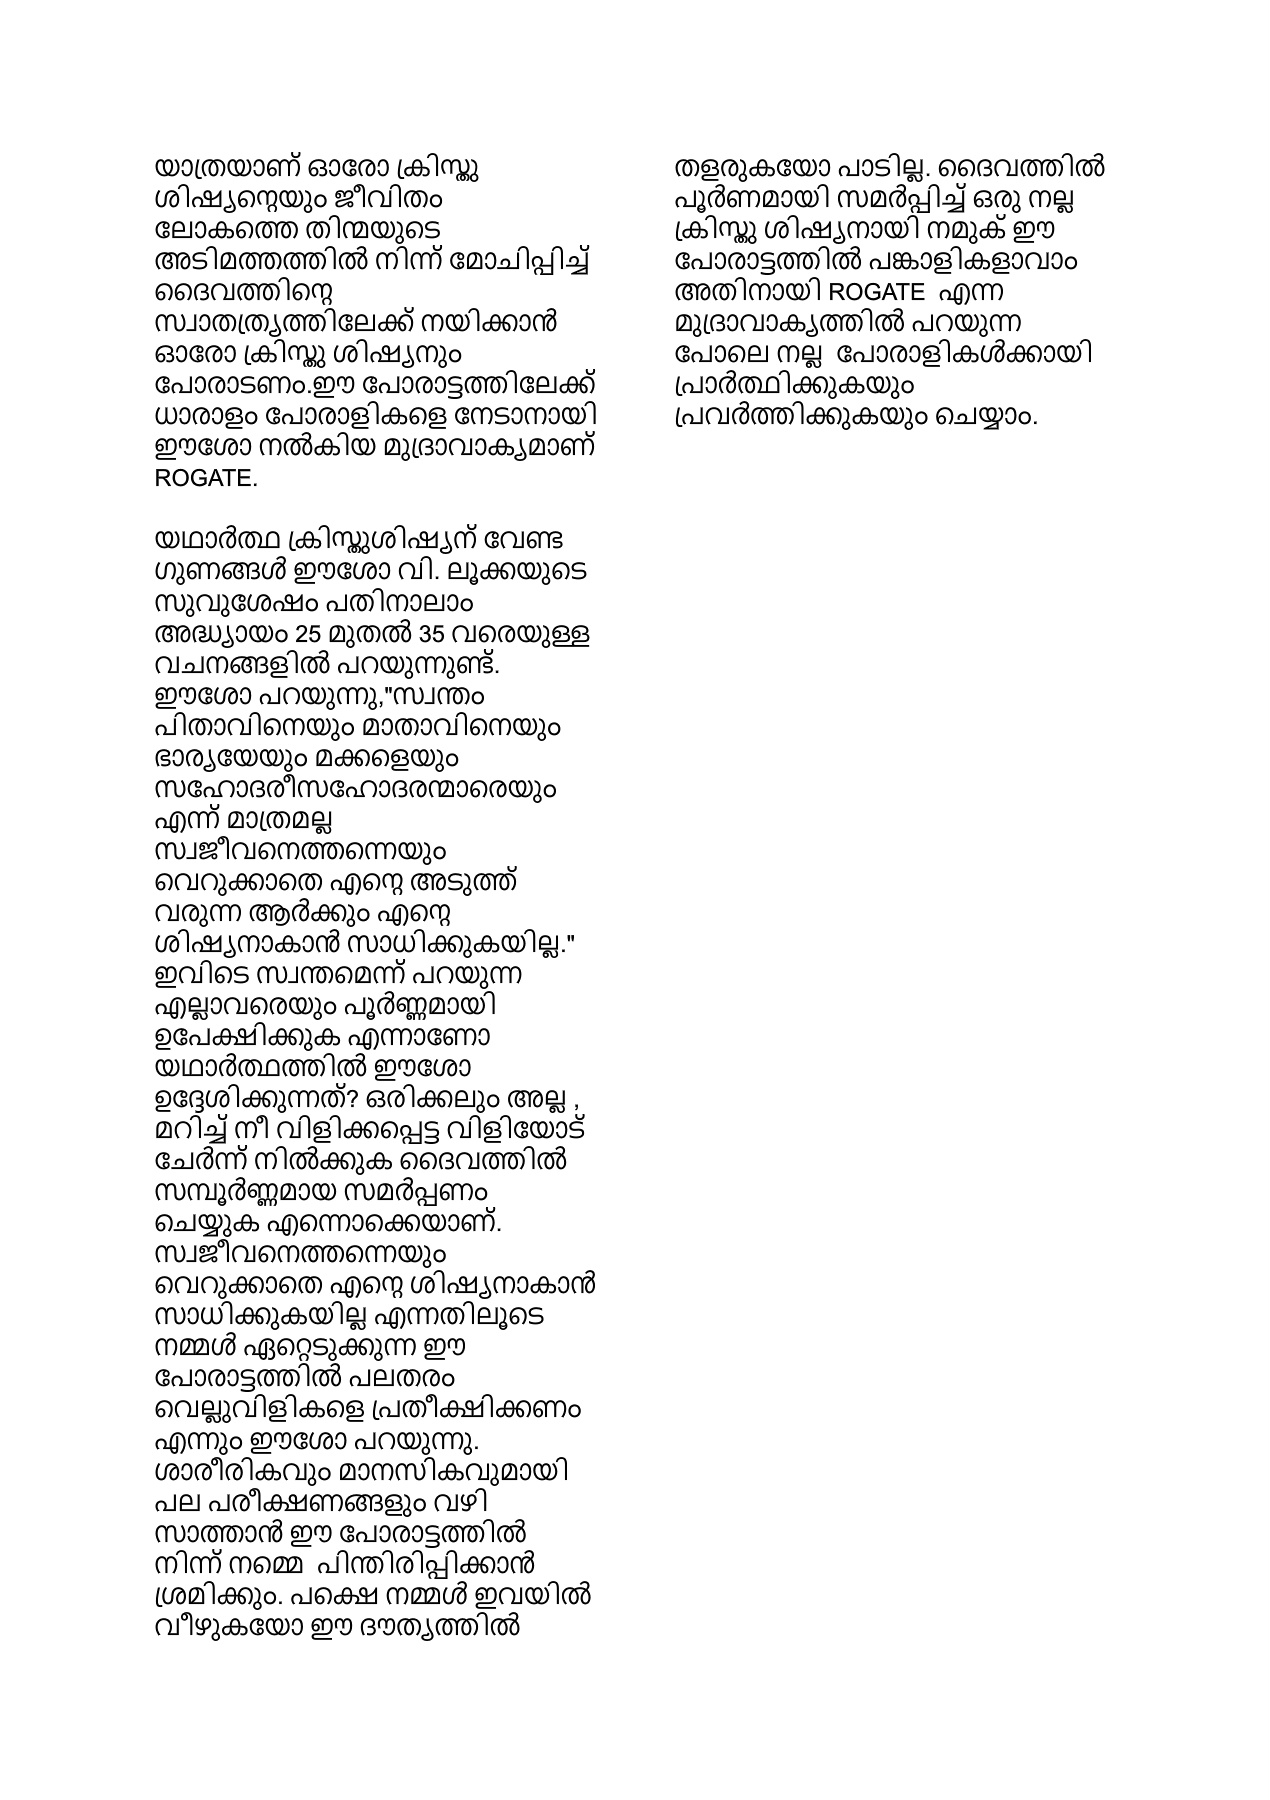 യാത്രയാണ് ഓരോ ക്രിസ്തു
ശിഷ്യന്റെയും ജീവിതം
ലോകത്തെ തിന്മയുടെ
അടിമത്തത്തിൽ നിന്ന് മോചിപ്പിച്ച്
ദൈവത്തിന്റെ
സ്വാതത്ര്യത്തിലേക്ക് നയിക്കാൻ
ഓരോ ക്രിസ്തു ശിഷ്യനും
പോരാടണം.ഈ പോരാട്ടത്തിലേക്ക്
ധാരാളം പോരാളികളെ നേടാനായി
ഈശോ നൽകിയ മുദ്രാവാക്യമാണ്
ROGATE.

യഥാർത്ഥ ക്രിസ്തുശിഷ്യന് വേണ്ട
ഗുണങ്ങൾ ഈശോ വി. ലൂക്കയുടെ
സുവുശേഷം പതിനാലാം
അദ്ധ്യായം 25 മുതൽ 35 വരെയുള്ള
വചനങ്ങളിൽ പറയുന്നുണ്ട്.
ഈശോ പറയുന്നു,"സ്വന്തം
പിതാവിനെയും മാതാവിനെയും
ഭാര്യയേയും മക്കളെയും
സഹോദരീസഹോദരന്മാരെയും
എന്ന് മാത്രമല്ല
സ്വജീവനെത്തന്നെയും
വെറുക്കാതെ എന്റെ അടുത്ത്
വരുന്ന ആർക്കും എന്റെ
ശിഷ്യനാകാൻ സാധിക്കുകയില്ല."
ഇവിടെ സ്വന്തമെന്ന് പറയുന്ന
എല്ലാവരെയും പൂർണ്ണമായി
ഉപേക്ഷിക്കുക എന്നാണോ
യഥാർത്ഥത്തിൽ ഈശോ
ഉദ്ദേശിക്കുന്നത്? ഒരിക്കലും അല്ല ,
മറിച്ച് നീ വിളിക്കപ്പെട്ട വിളിയോട്
ചേർന്ന് നിൽക്കുക ദൈവത്തിൽ
സമ്പൂർണ്ണമായ സമർപ്പണം
ചെയ്യുക എന്നൊക്കെയാണ്.
സ്വജീവനെത്തന്നെയും
വെറുക്കാതെ എന്റെ ശിഷ്യനാകാൻ
സാധിക്കുകയില്ല എന്നതിലൂടെ
നമ്മൾ ഏറ്റെടുക്കുന്ന ഈ
പോരാട്ടത്തിൽ പലതരം
വെല്ലുവിളികളെ പ്രതീക്ഷിക്കണം
എന്നും ഈശോ പറയുന്നു.
ശാരീരികവും മാനസികവുമായി
പല പരീക്ഷണങ്ങളും വഴി
സാത്താൻ ഈ പോരാട്ടത്തിൽ
നിന്ന് നമ്മെ  പിന്തിരിപ്പിക്കാൻ
ശ്രമിക്കും. പക്ഷെ നമ്മൾ ഇവയിൽ
വീഴുകയോ ഈ ദൗത്യത്തിൽ
തളരുകയോ പാടില്ല. ദൈവത്തിൽ
പൂർണമായി സമർപ്പിച്ച് ഒരു നല്ല
ക്രിസ്തു ശിഷ്യനായി നമുക് ഈ
പോരാട്ടത്തിൽ പങ്കാളികളാവാം
അതിനായി ROGATE  എന്ന
മുദ്രാവാക്യത്തിൽ പറയുന്ന
പോലെ നല്ല  പോരാളികൾക്കായി
പ്രാർത്ഥിക്കുകയും
പ്രവർത്തിക്കുകയും ചെയ്യാം.